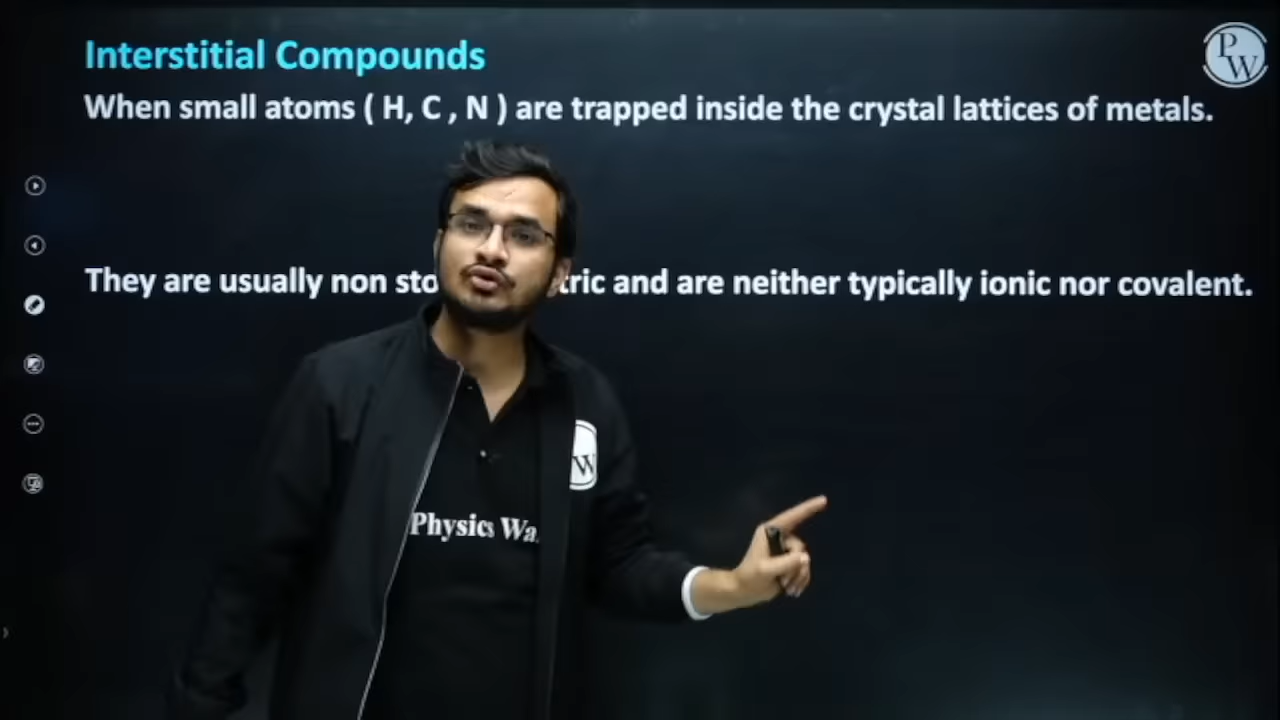 Interstitial Compounds
When small atoms ( H, C , N ) are trapped inside the crystal lattices of metals.
They are usually non sto tric and are neither typically ionic nor covalent.
P
W
W
Physics Wa